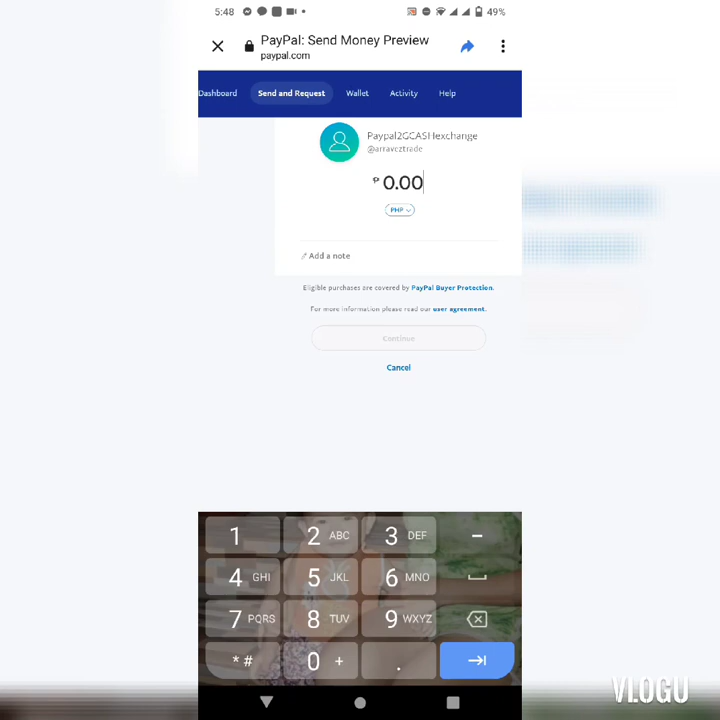 5:48
49%
PayPal: Send Money Preview
paypal.com
Dashboard Send and Request Wallet Activity Help
Paypal2GCASHexchange
@arraveztrade
₱ 0.00
PHP
Add a note
Eligible purchases are covered by PayPal Buyer Protection.
For more information please read our user agreement.
Continue
Cancel
1 2 ABC 3 DEF -
4 GHI 5 JKL 6 MNO
7 PQRS 8 TUV 9 WXYZ
* # 0 + .
VLOGU